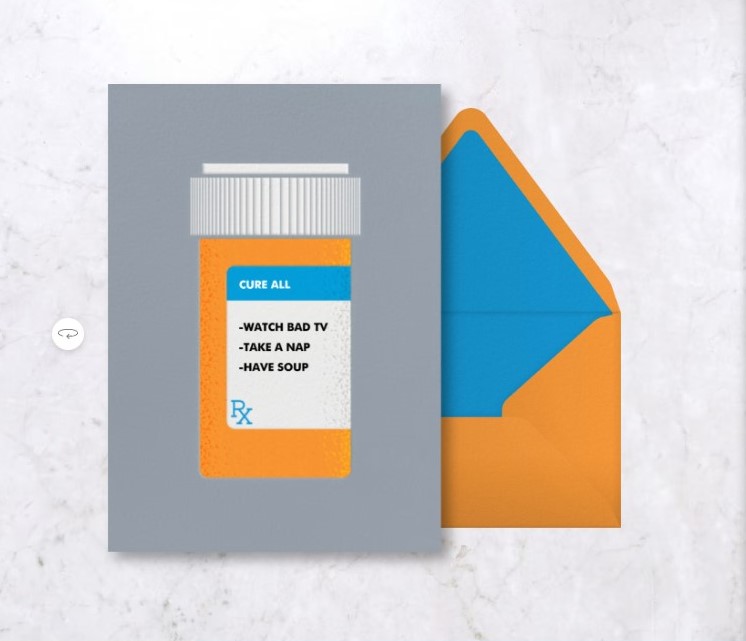 CURE ALL
-WATCH BAD TV
-TAKE A NAP
-HAVE SOUP
Rx